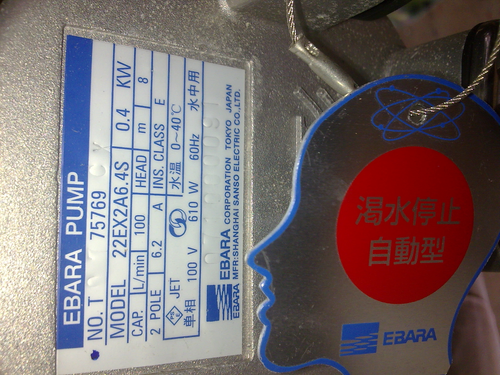 EBARA PUMP
NO. T 75769
MODEL 22EX2A6.4S 0.4 KW
CAP. L/min 100 HEAD m 8
2 POLE 6.2 A INS. CLASS E
JET 水温 0~40℃
単相 100 V 610 W 60Hz 水中用
EBARA CORPORATION TOKYO JAPAN
EBARA MFR:SHANGHAI SANSO ELECTRIC CO.,LTD.
渇水停止
自動型
EBARA